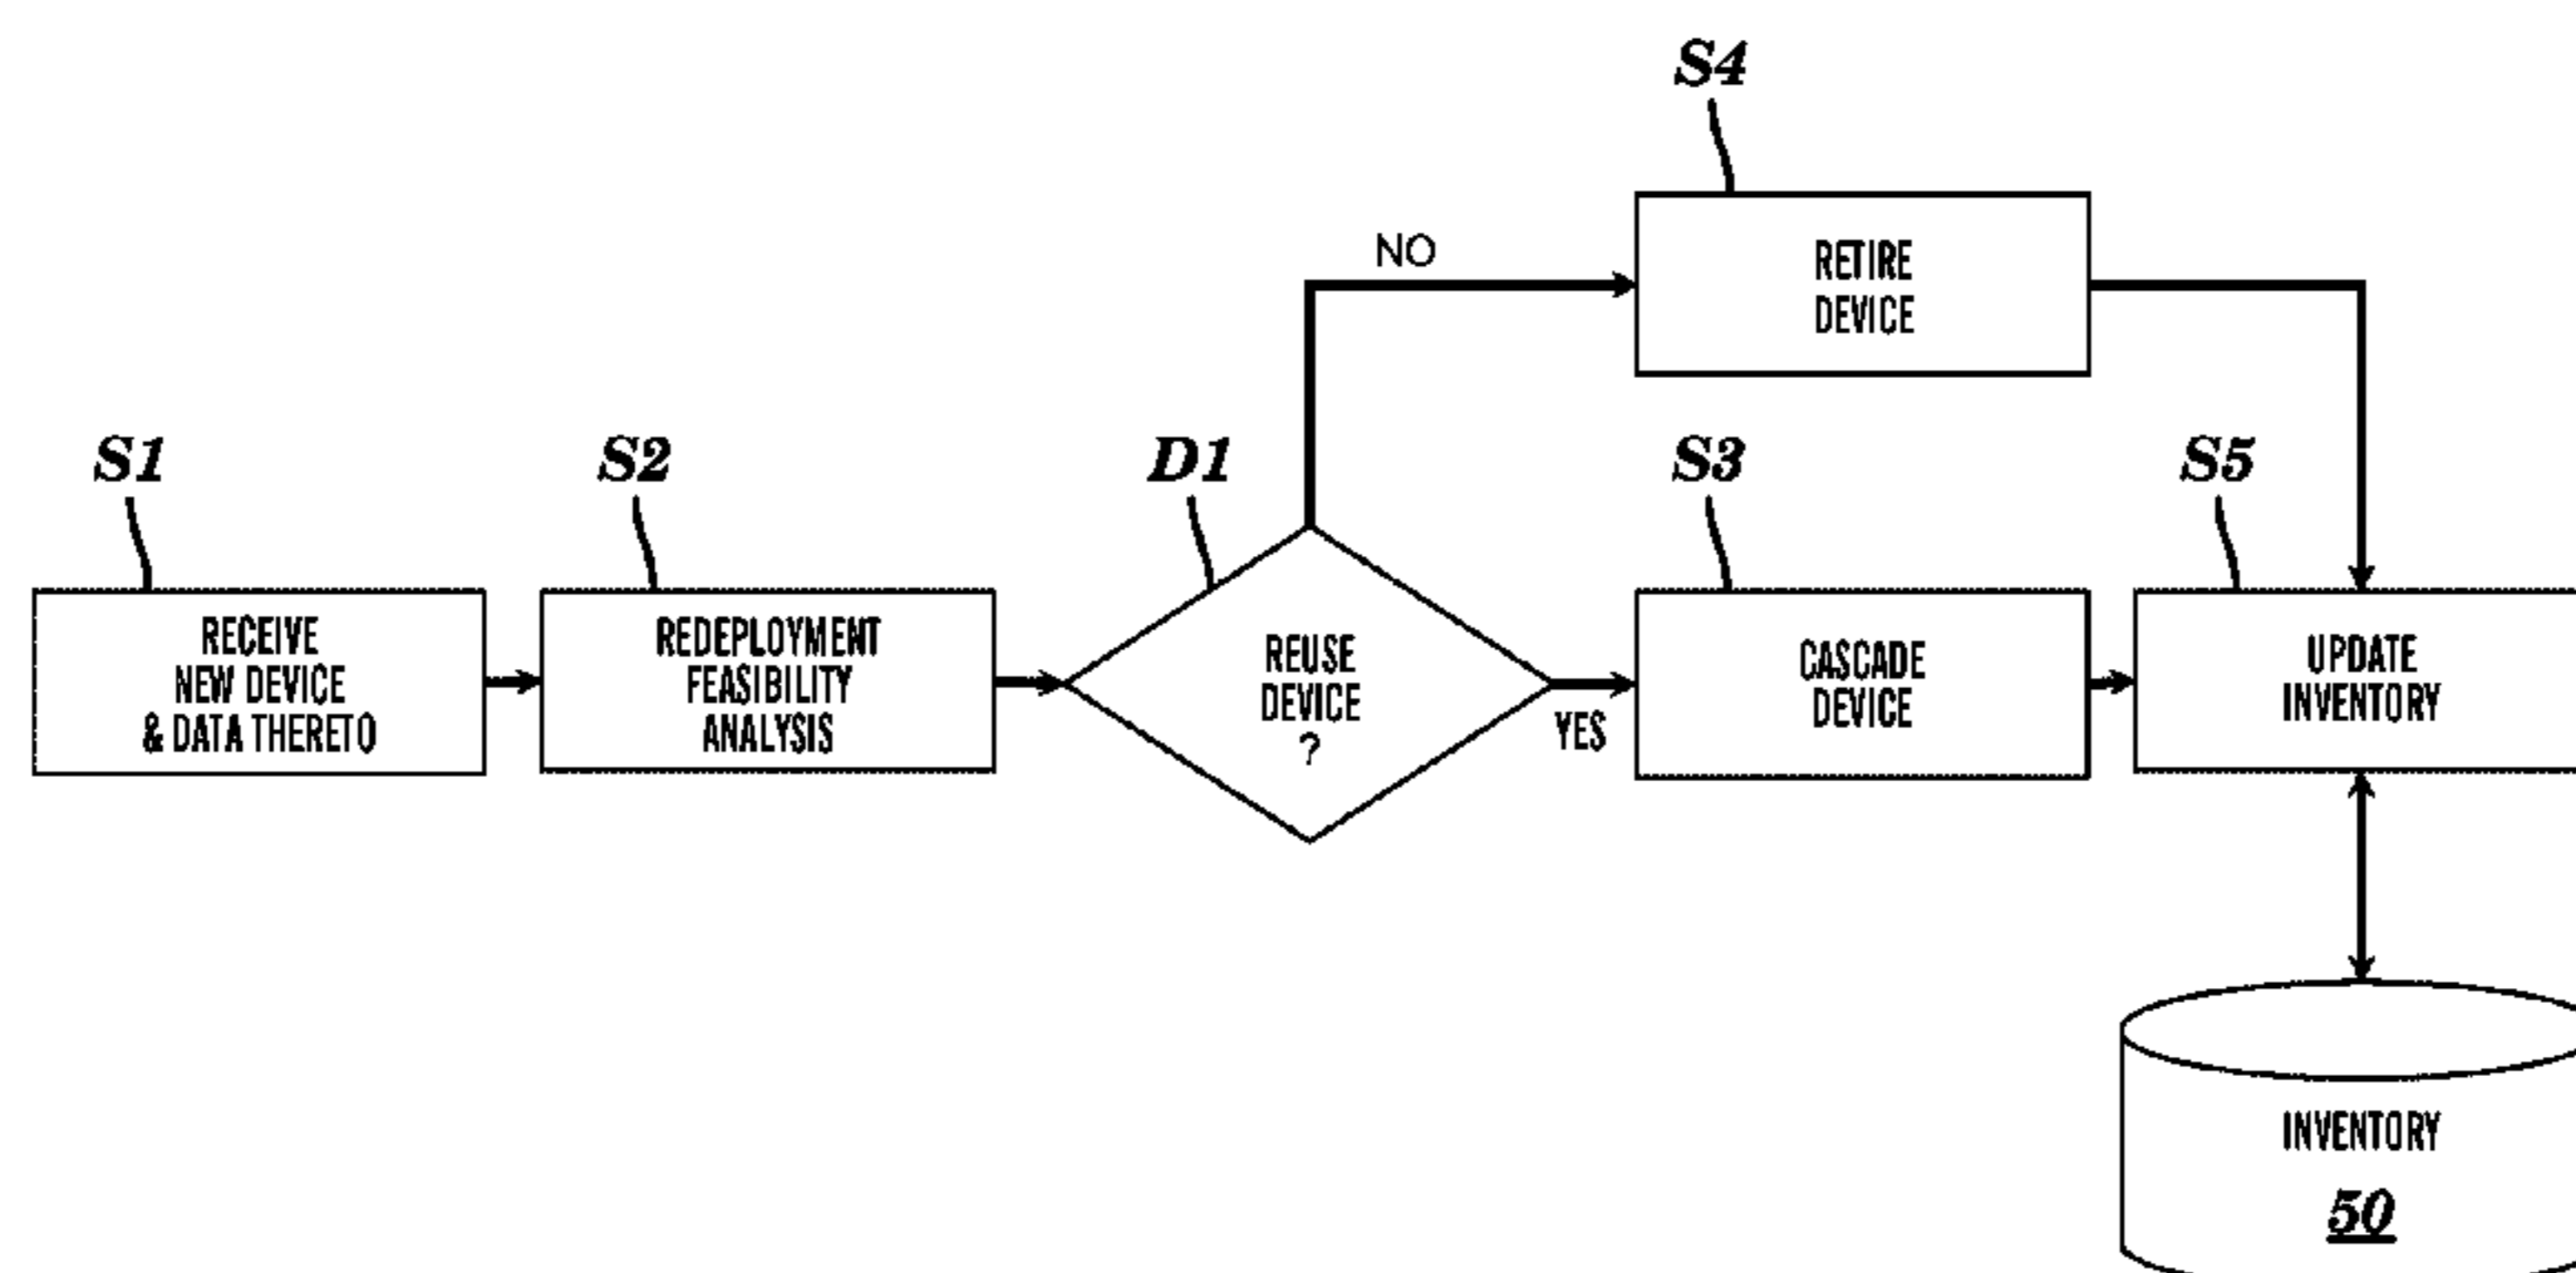 S4
NO
RETIRE
DEVICE
S1
S2
D1
S3
S5
RECEIVE
NEW DEVICE
& DATA THERETO
REDEPLOYMENT
FEASIBILITY
ANALYSIS
REUSE
DEVICE
?
YES
CASCADE
DEVICE
UPDATE
INVENTORY
INVENTORY
50